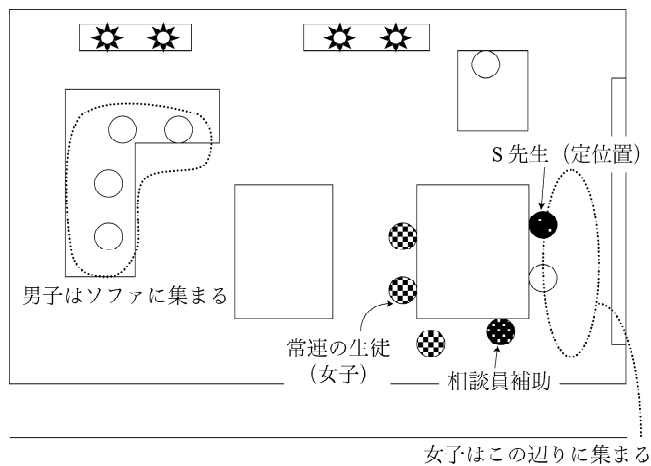 S先生（定位置）
男子はソファに集まる
常連の生徒
（女子）
相談員補助
女子はこの辺りに集まる